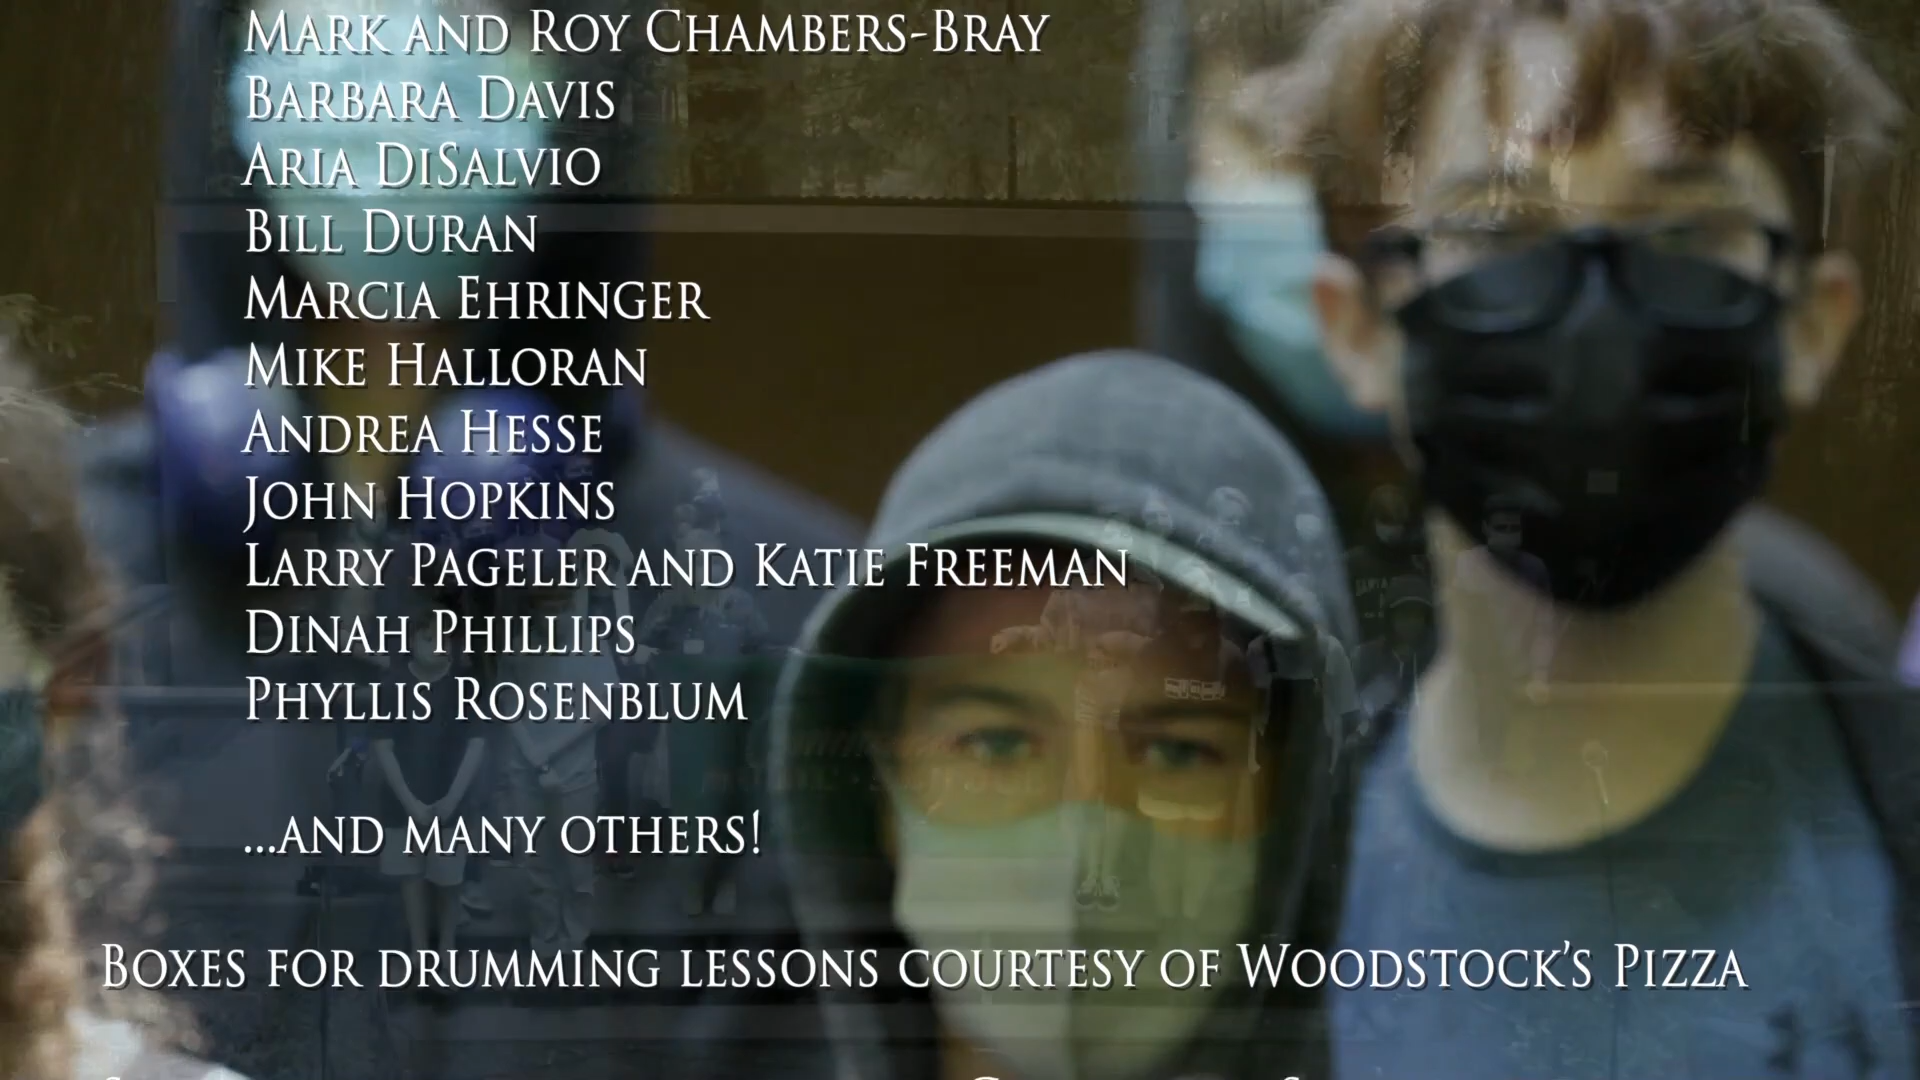 Mark and Roy Chambers-Bray
Barbara Davis
Aria DiSalvio
Bill Duran
Marcia Ehringer
Mike Halloran
Andrea Hesse
John Hopkins
Larry Pageler and Katie Freeman
Dinah Phillips
Phyllis Rosenblum
...and many others!
Boxes for drumming lessons courtesy of Woodstock's Pizza